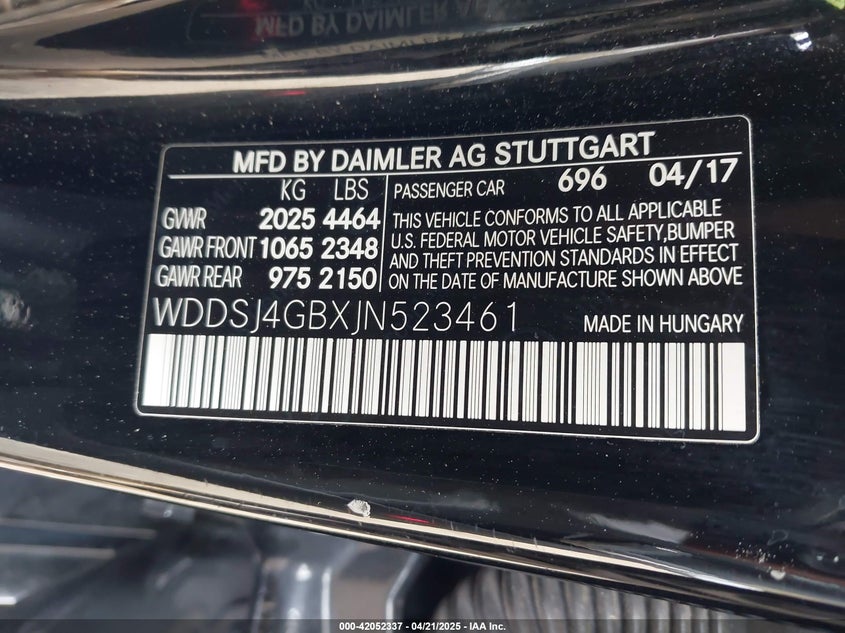 MFD BY DAIMLER AG STUTTGART
KG LBS
GVWR 2025 4464
GAWR FRONT 1065 2348
GAWR REAR 975 2150
PASSENGER CAR 696 04/17
THIS VEHICLE CONFORMS TO ALL APPLICABLE
U.S. FEDERAL MOTOR VEHICLE SAFETY,BUMPER
AND THEFT PREVENTION STANDARDS IN EFFECT
ON THE DATE OF MANUFACTURE SHOWN ABOVE
WDDSJ4GBXJN523461
MADE IN HUNGARY
000-42052337 - 04/21/2025 - IAA Inc.